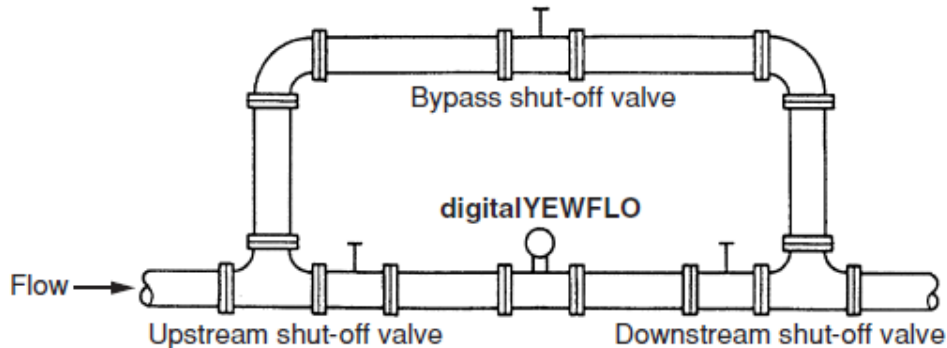 Bypass shut-off valve
digitalYEWFLO
Flow
Upstream shut-off valve
Downstream shut-off valve